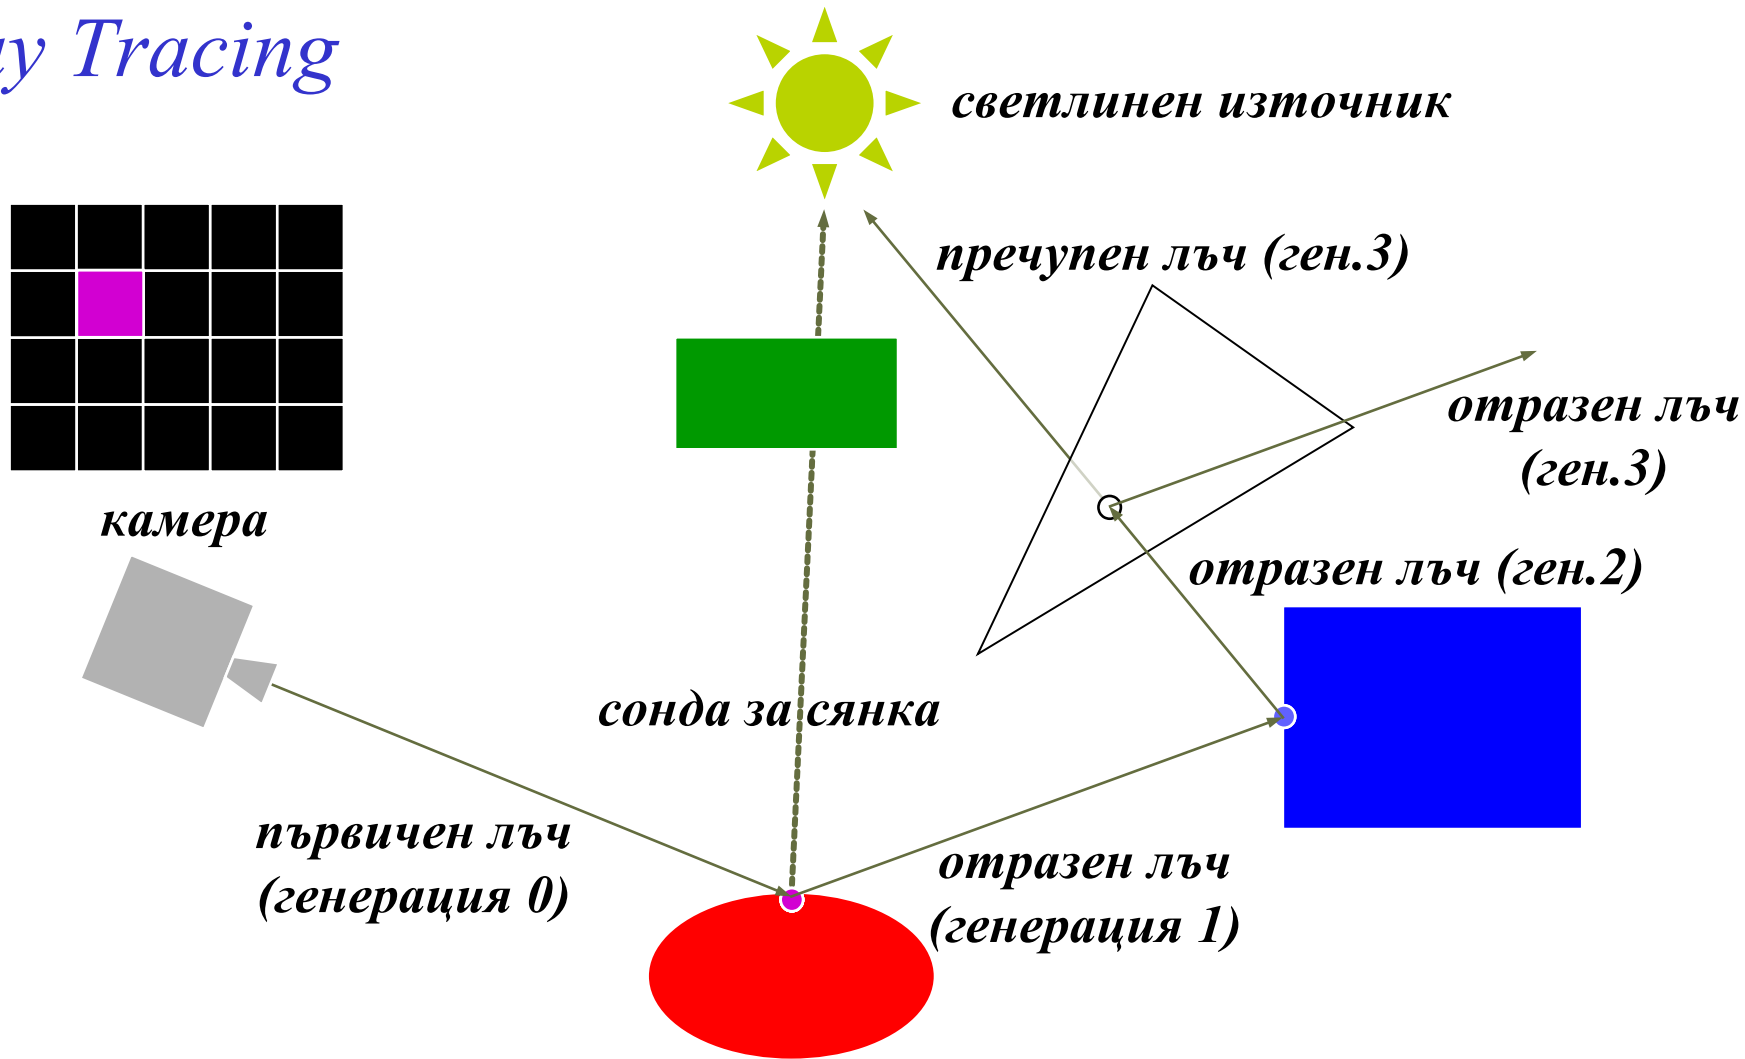 ay Tracing
светлинен източник
пречупен лъч (ген.3)
отразен лъч
(ген.3)
камера
отразен лъч (ген.2)
сонда за сянка
първичен лъч
(генерация 0)
отразен лъч
(генерация 1)